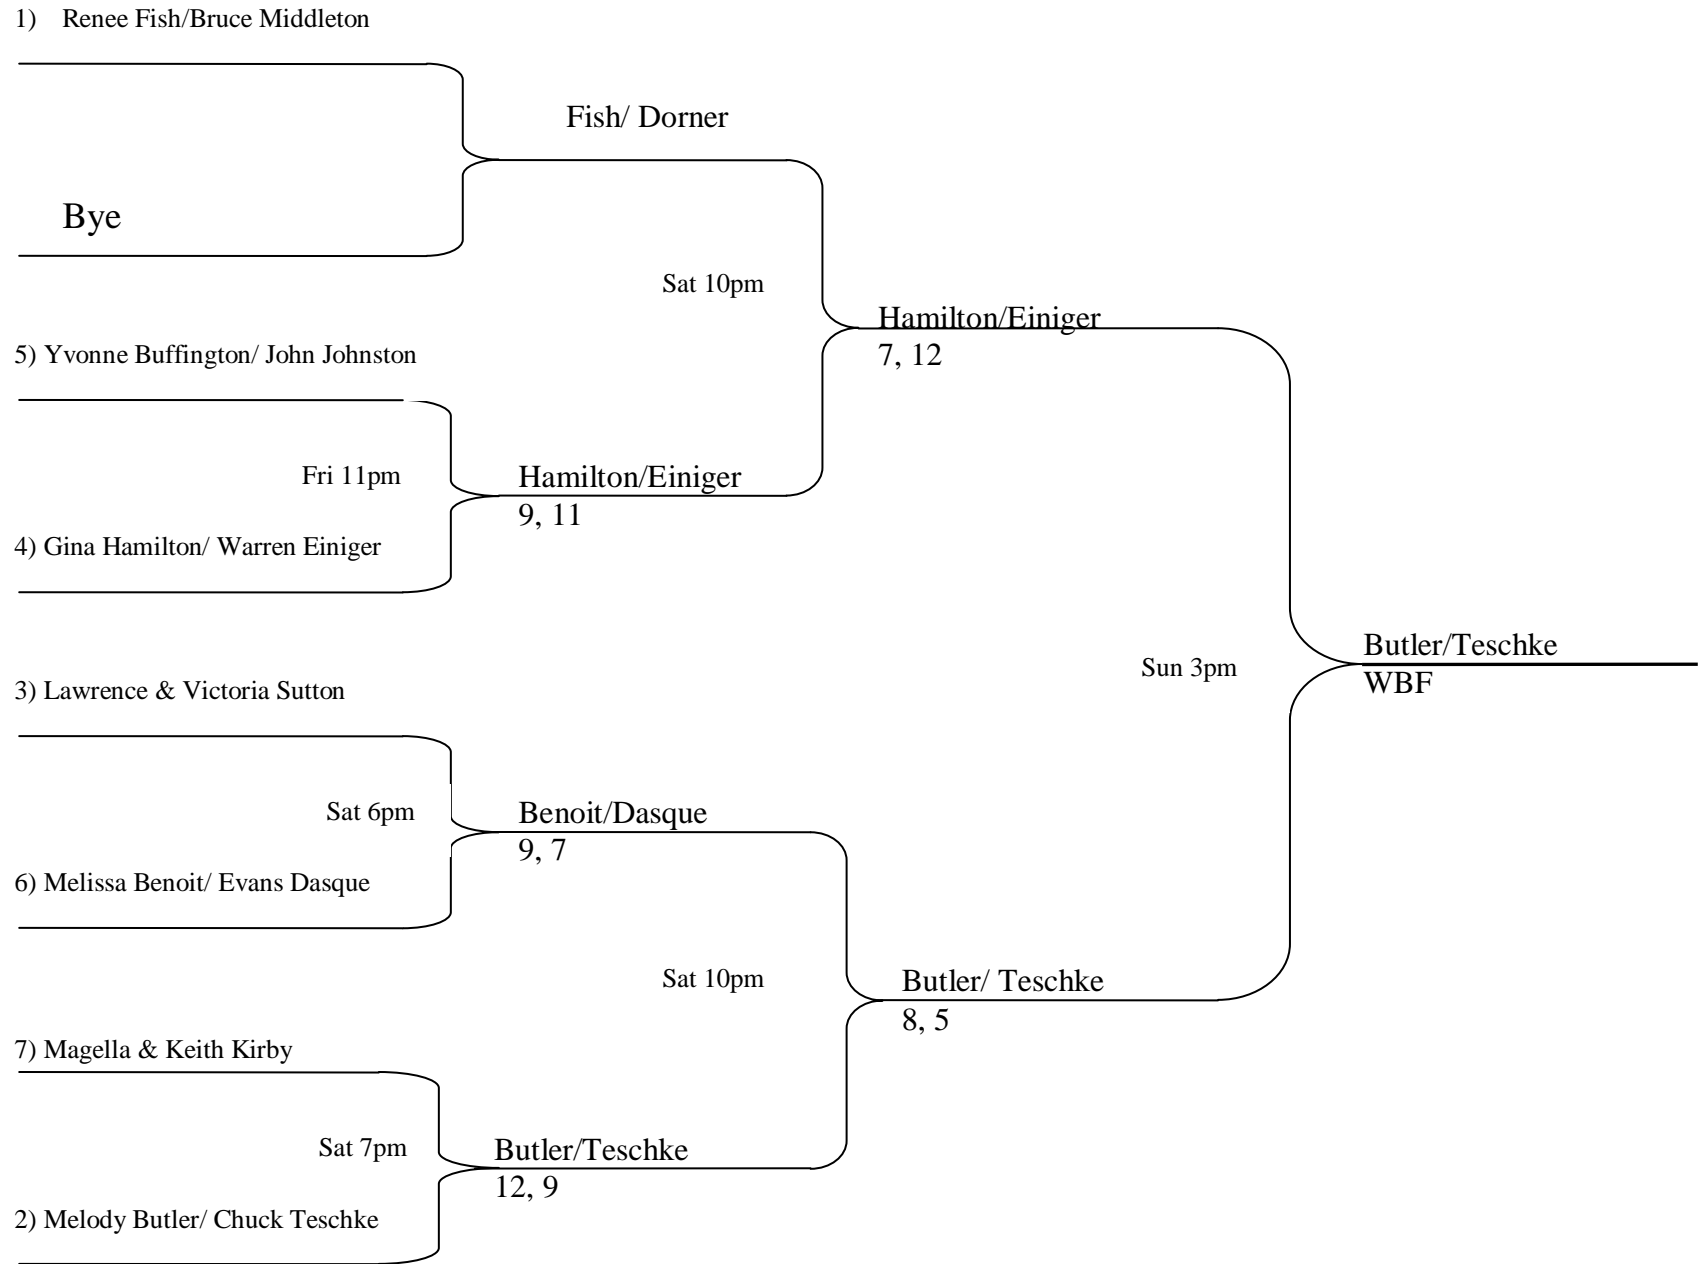 1) Renee Fish/Bruce Middleton
Fish/ Dorner
Bye
Sat 10pm
Hamilton/Einiger
7, 12
5) Yvonne Buffington/ John Johnston
Fri 11pm
Hamilton/Einiger
9, 11
4) Gina Hamilton/ Warren Einiger
Butler/Teschke
WBF
Sun 3pm
3) Lawrence & Victoria Sutton
Sat 6pm
Benoit/Dasque
9, 7
6) Melissa Benoit/ Evans Dasque
Sat 10pm
Butler/ Teschke
8, 5
7) Magella & Keith Kirby
Sat 7pm
Butler/Teschke
12, 9
2) Melody Butler/ Chuck Teschke